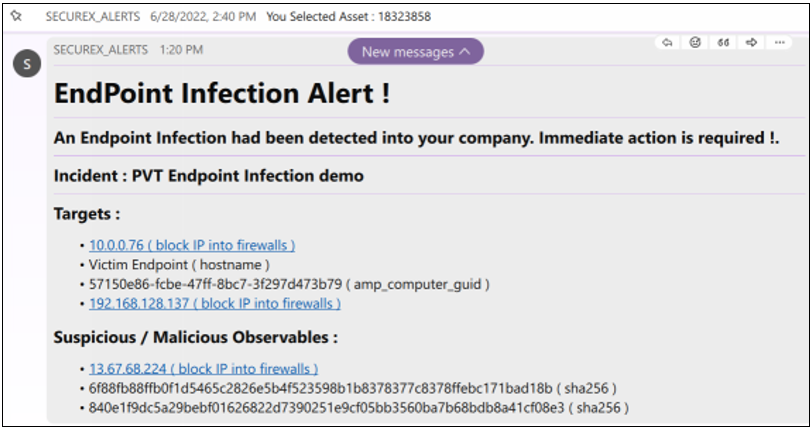 SECUREX_ALERTS 6/28/2022, 2:40 PM You Selected Asset : 18323858
SECUREX_ALERTS 1:20 PM
New messages
S
EndPoint Infection Alert !
An Endpoint Infection had been detected into your company. Immediate action is required !.
Incident : PVT Endpoint Infection demo
Targets :
• 10.0.0.76 ( block IP into firewalls )
• Victim Endpoint ( hostname )
• 57150e86-fcbe-47ff-8bc7-3f297d473b79 ( amp_computer_guid )
• 192.168.128.137 ( block IP into firewalls )
Suspicious / Malicious Observables :
• 13.67.68.224 ( block IP into firewalls )
• 6f88fb88ffb0f1d5465c2826e5b4f523598b1b8378377c8378ffebc171bad18b ( sha256 )
• 840e1f9dc5a29bebf01626822d7390251e9cf05bb3560ba7b68bdb8a41cf08e3 ( sha256 )